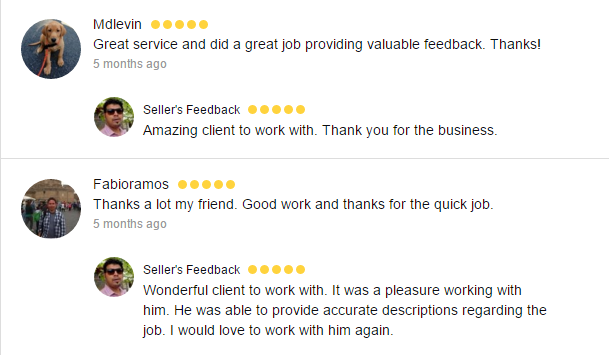 Mdlevin
Great service and did a great job providing valuable feedback. Thanks!
5 months ago
Seller's Feedback
Amazing client to work with. Thank you for the business.
Fabioramos
Thanks a lot my friend. Good work and thanks for the quick job.
5 months ago
Seller's Feedback
Wonderful client to work with. It was a pleasure working with
him. He was able to provide accurate descriptions regarding the
job. I would love to work with him again.